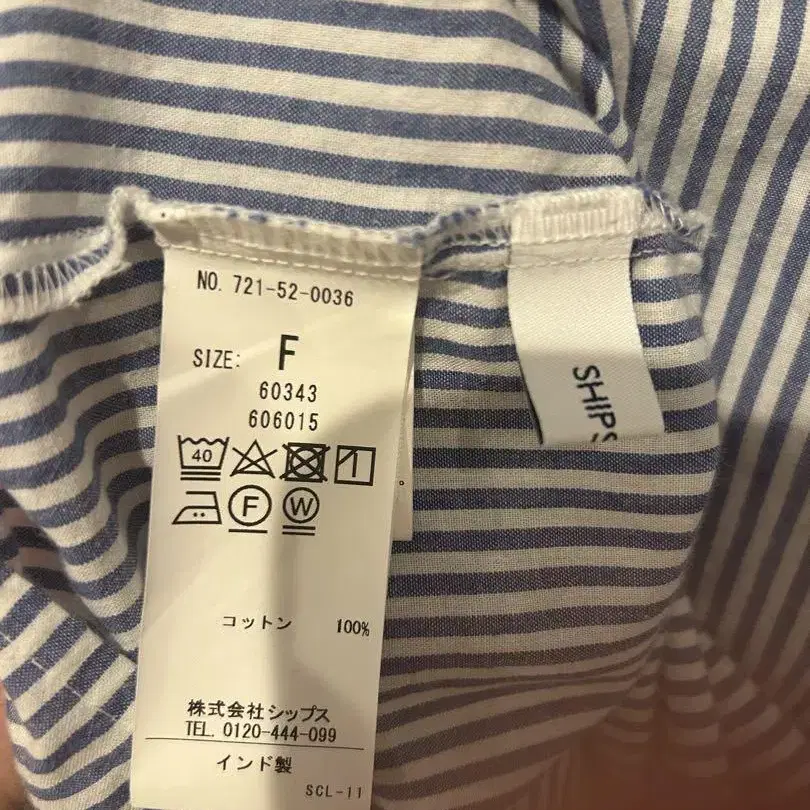 NO. 721-52-0036
SIZE: F
60343
606015
40
F W
コットン 100%
株式会社シップス
TEL. 0120-444-099
インド製
SCL-11
SHIPS